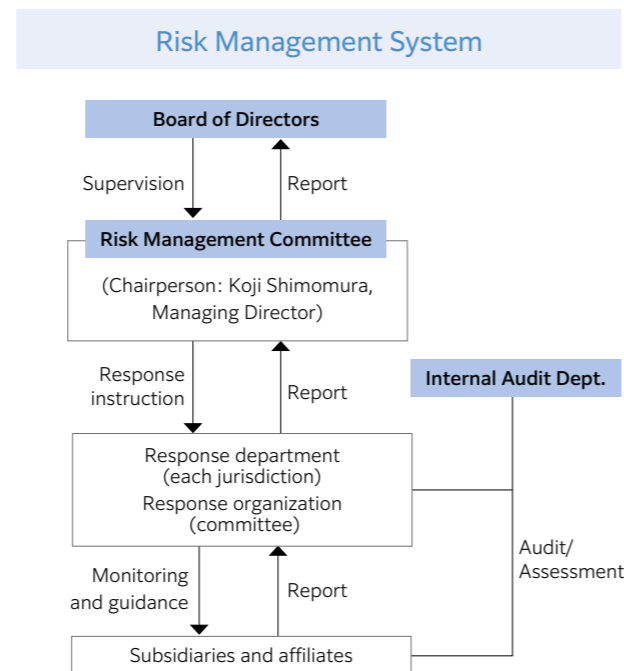 Risk Management System
Board of Directors
Supervision
Report
Risk Management Committee
(Chairperson: Koji Shimomura,
Managing Director)
Response
instruction
Report
Internal Audit Dept.
Response department
(each jurisdiction)
Response organization
(committee)
Audit/
Assessment
Monitoring
and guidance
Report
Subsidiaries and affiliates